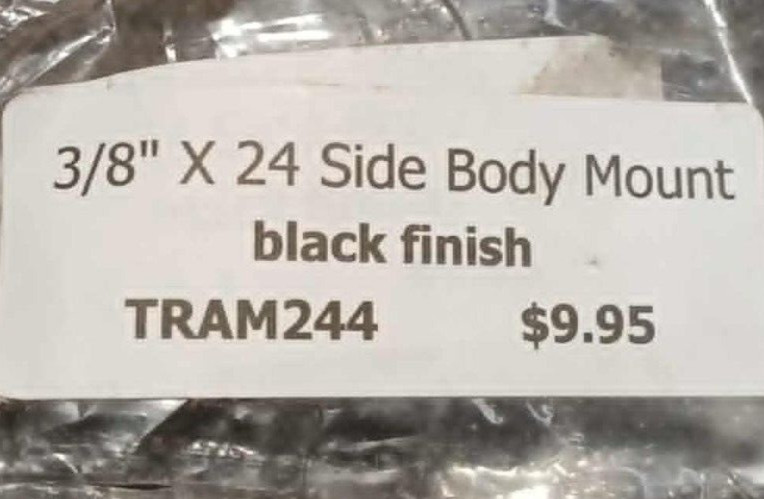 3/8" X 24 Side Body Mount
black finish
TRAM244 $9.95